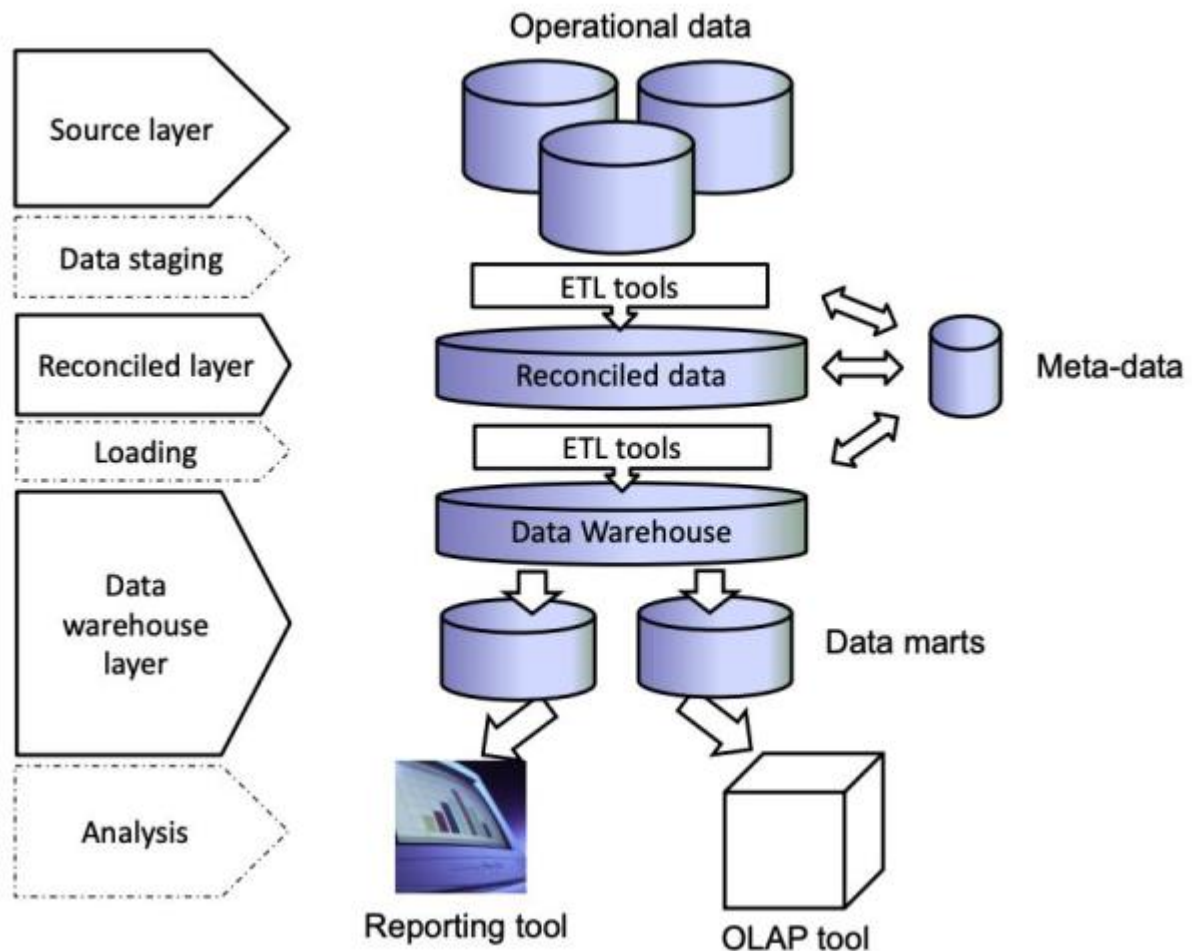 Operational data
Source layer
Data staging
ETL tools
Reconciled layer
Reconciled data
Meta-data
Loading
ETL tools
Data Warehouse
Data
warehouse
layer
Data marts
Analysis
Reporting tool
OLAP tool